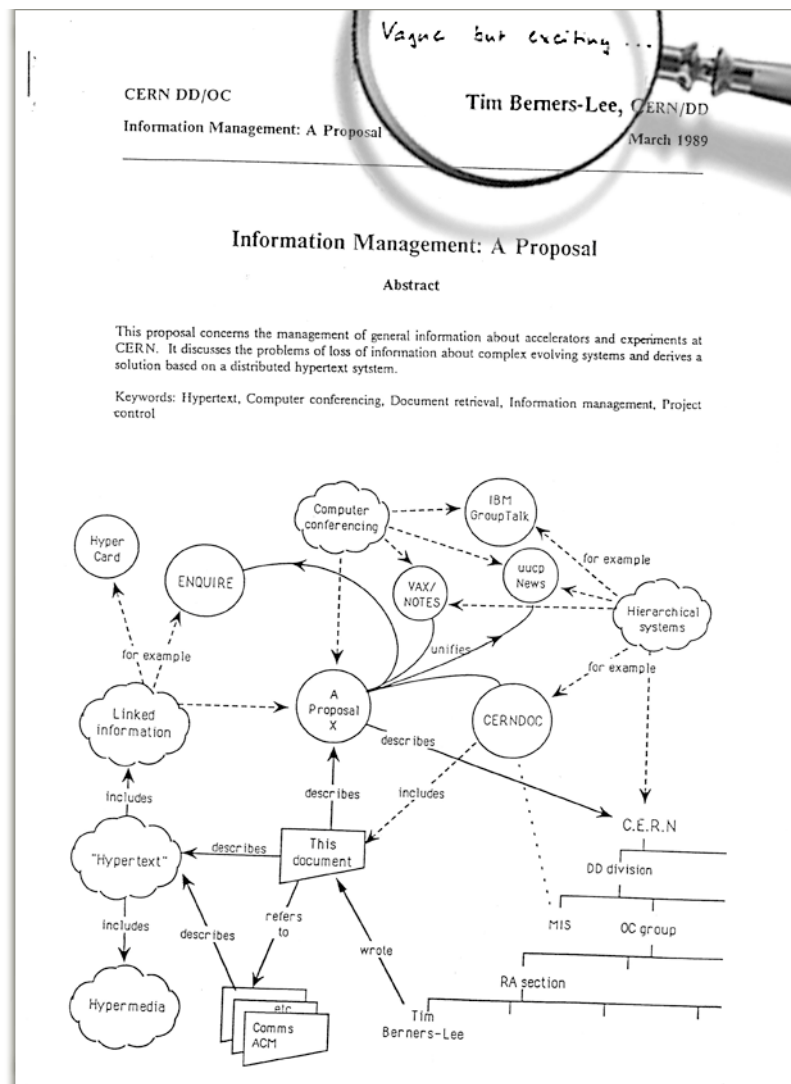 Vague but exciting ...
CERN DD/OC
Tim Berners-Lee, CERN/DD
Information Management: A Proposal
March 1989
Information Management: A Proposal
Abstract
This proposal concerns the management of general information about accelerators and experiments at
CERN. It discusses the problems of loss of information about complex evolving systems and derives a
solution based on a distributed hypertext sytstem.
Keywords: Hypertext, Computer conferencing, Document retrieval, Information management, Project
control
Computer
conferencing
IBM
GroupTalk
Hyper
Card
ENQUIRE
VAX/
NOTES
uucp
News
for example
Hierarchical
systems
unifies
for example
for example
Linked
information
A
Proposal
X
CERNDOC
describes
includes
describes
includes
C.E.R.N
"Hypertext"
describes
This
document
DD division
includes
describes
refers
to
wrote
MIS
OC group
RA section
Hypermedia
etc
Comms
ACM
Tim
Berners-Lee